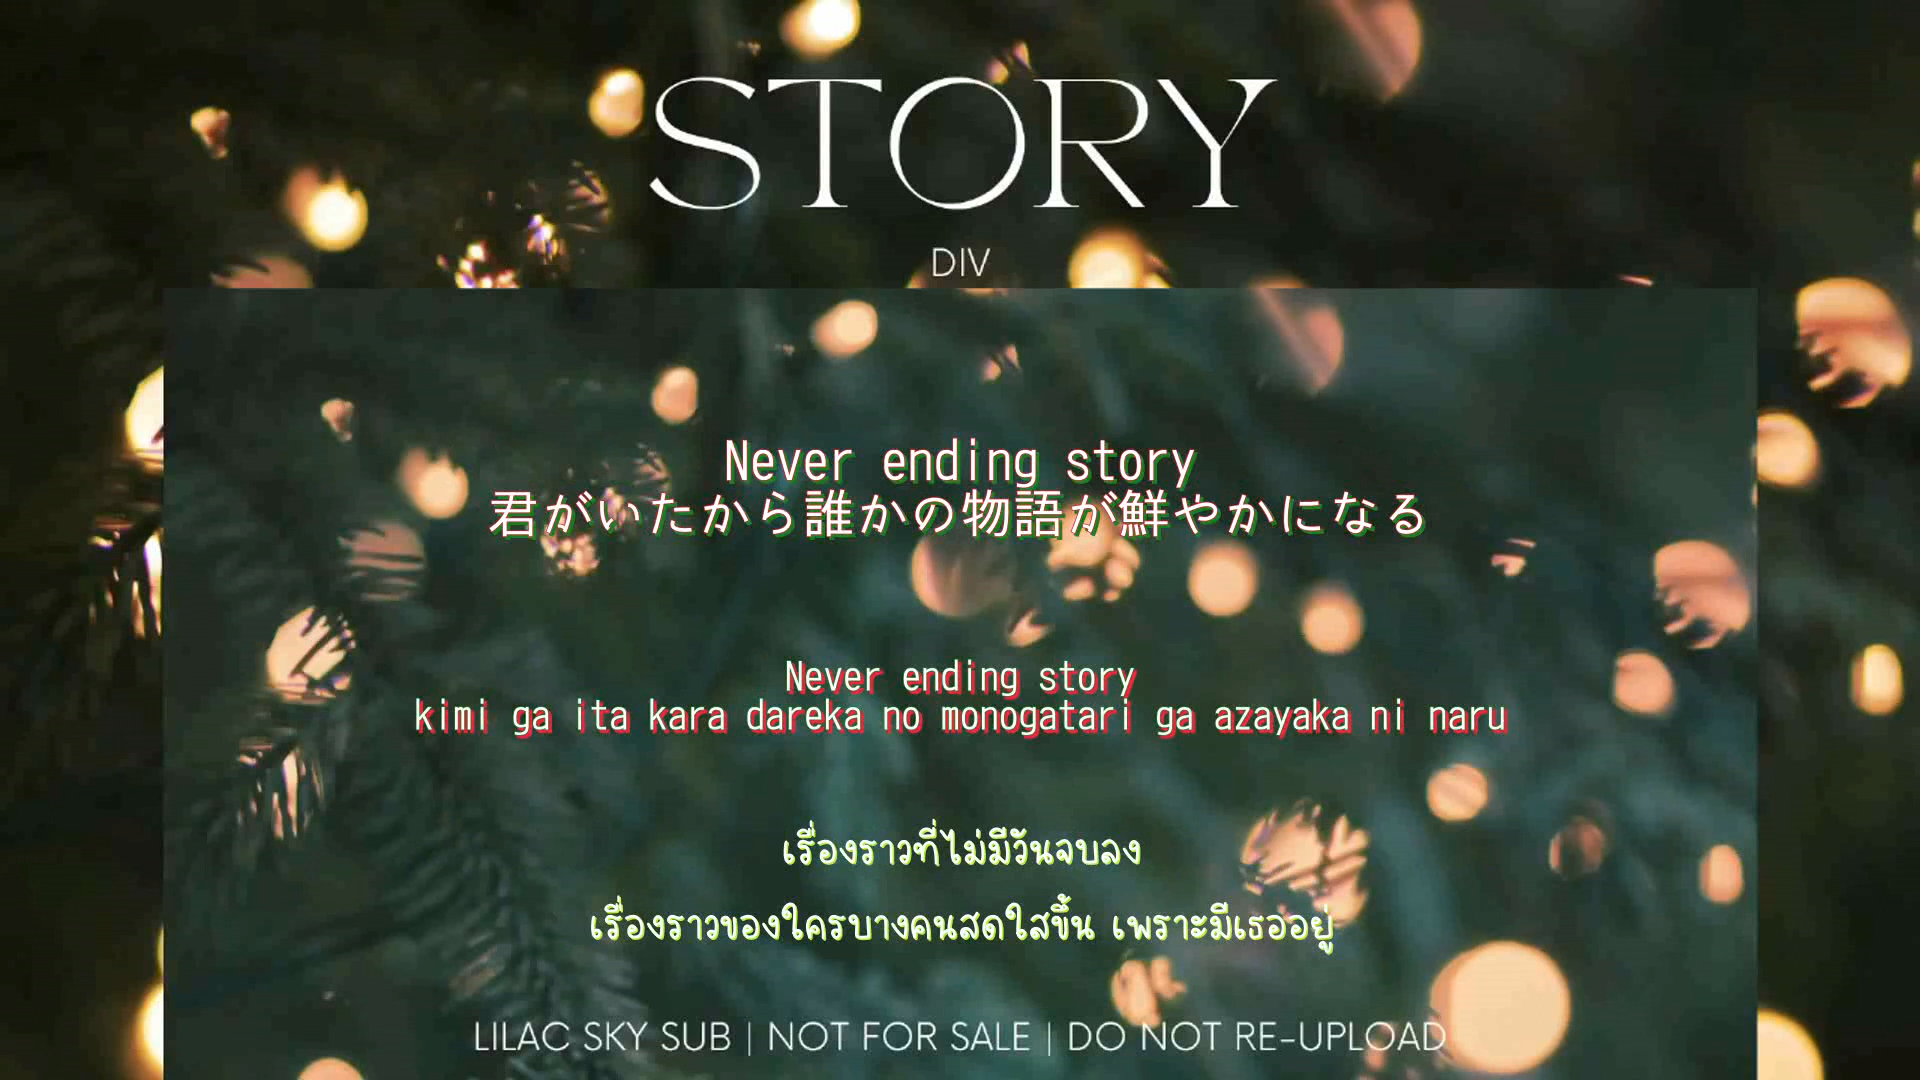 STORY
DIV
Never ending story
君がいたから誰かの物語が鮮やかになる
Never ending story
kimi ga ita kara dareka no monogatari ga azayaka ni naru
เรื่องราวที่ไม่มีวันจบลง
เรื่องราวของใครบางคนสดใสขึ้น เพราะมีเธออยู่
LILAC SKY SUB | NOT FOR SALE | DO NOT RE-UPLOAD